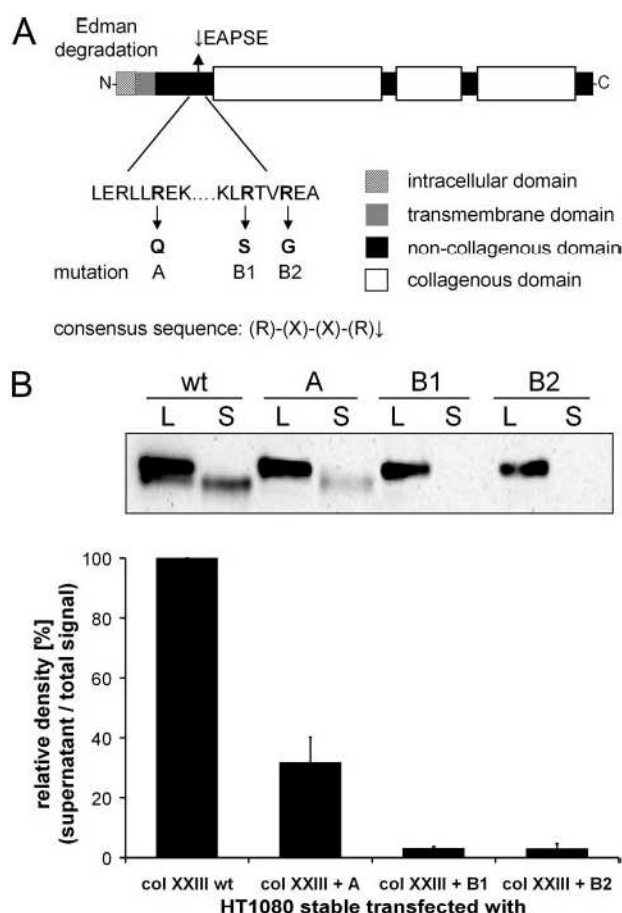 A
Edman
degradation
↓EAPSE
N-
-C
LERLLREK....KLRTVREA
Q S G
mutation A B1 B2
intracellular domain
transmembrane domain
non-collagenous domain
collagenous domain
consensus sequence: (R)-(X)-(X)-(R)↓
B
wt A B1 B2
L S L S L S L S
relative density [%]
(supernatant / total signal)
100
80
60
40
20
0
col XXIII wt col XXIII + A col XXIII + B1 col XXIII + B2
HT1080 stable transfected with